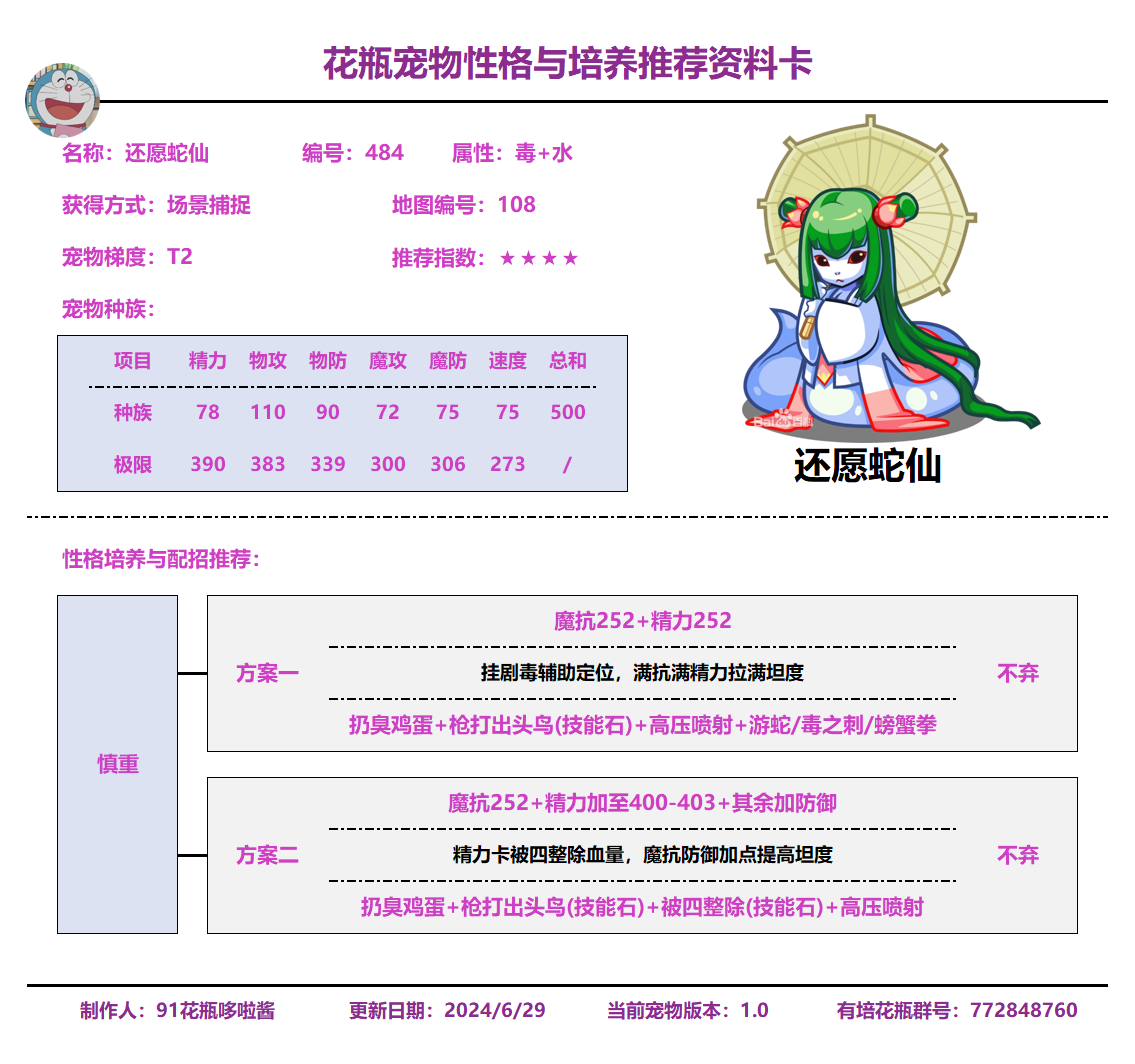 花瓶宠物性格与培养推荐资料卡
名称：还愿蛇仙 编号：484 属性：毒+水
获得方式：场景捕捉 地图编号：108
宠物梯度：T2 推荐指数：★★★★
宠物种族：
项目 精力 物攻 物防 魔攻 魔防 速度 总和
种族 78 110 90 72 75 75 500
极限 390 383 339 300 306 273 /
Baidu百科
还愿蛇仙
性格培养与配招推荐：
慎重
方案一
魔抗252+精力252
挂剧毒辅助定位，满抗满精力拉满坦度
扔臭鸡蛋+枪打出头鸟(技能石)+高压喷射+游蛇/毒之刺/螃蟹拳
不弃
方案二
魔抗252+精力加至400-403+其余加防御
精力卡被四整除血量，魔抗防御加点提高坦度
扔臭鸡蛋+枪打出头鸟(技能石)+被四整除(技能石)+高压喷射
不弃
制作人：91花瓶哆啦酱 更新日期：2024/6/29 当前宠物版本：1.0 有培花瓶群号：772848760